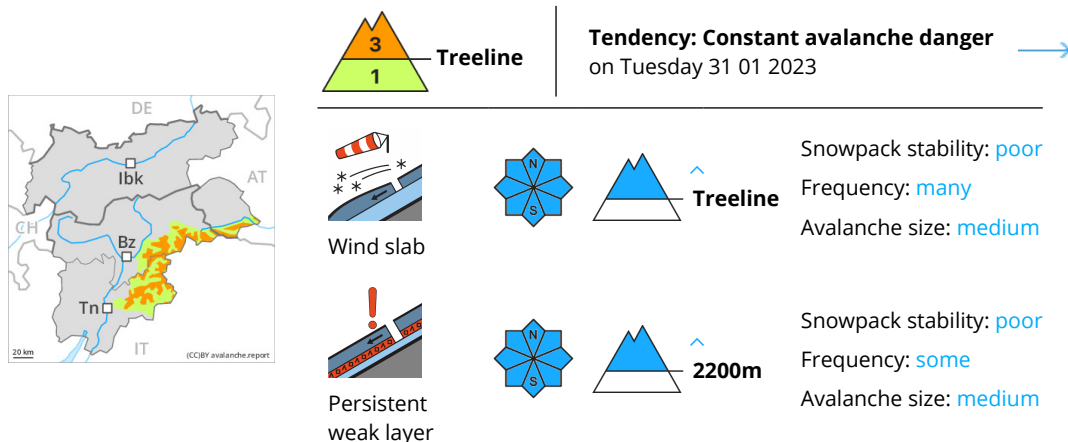 3
1
Treeline
Tendency: Constant avalanche danger
on Tuesday 31 01 2023
DE
Ibk
AT
CH
Bz
Tn
IT
20 km
(CC)BY avalanche.report
N
S
Treeline
Wind slab
Snowpack stability: poor
Frequency: many
Avalanche size: medium
N
S
2200m
Persistent
weak layer
Snowpack stability: poor
Frequency: some
Avalanche size: medium